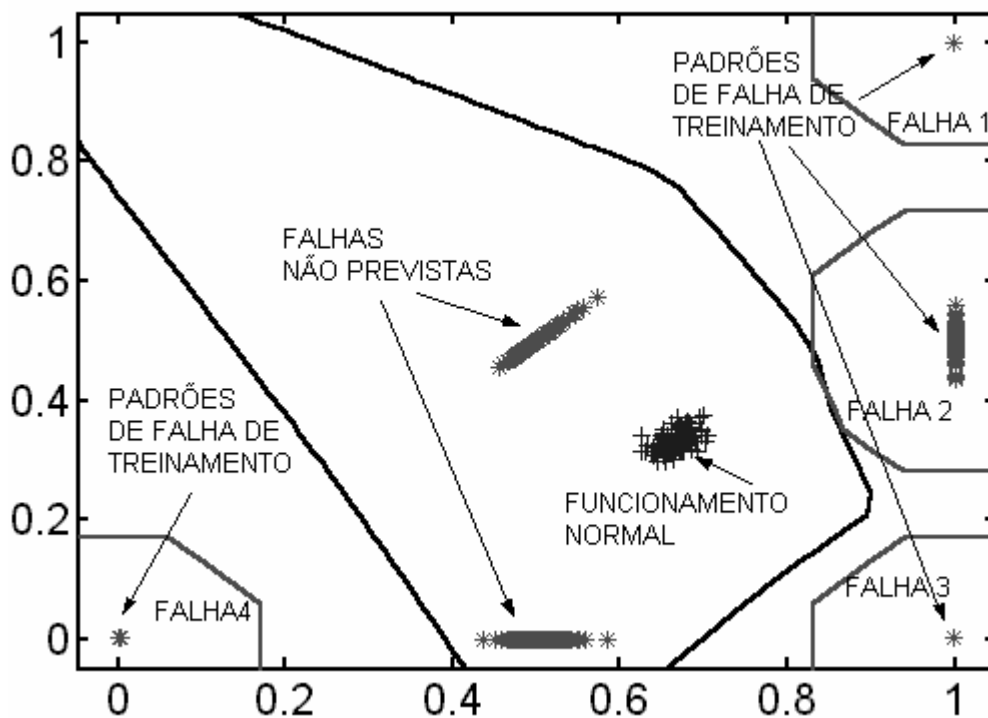 1
0.8
0.6
0.4
0.2
0
PADRÕES
DE FALHA DE
TREINAMENTO
FALHA 1
FALHAS
NÃO PREVISTAS
PADRÕES
DE FALHA DE
TREINAMENTO
FALHA 2
FUNCIONAMENTO
NORMAL
FALHA4
FALHA 3
0
0.2
0.4
0.6
0.8
1